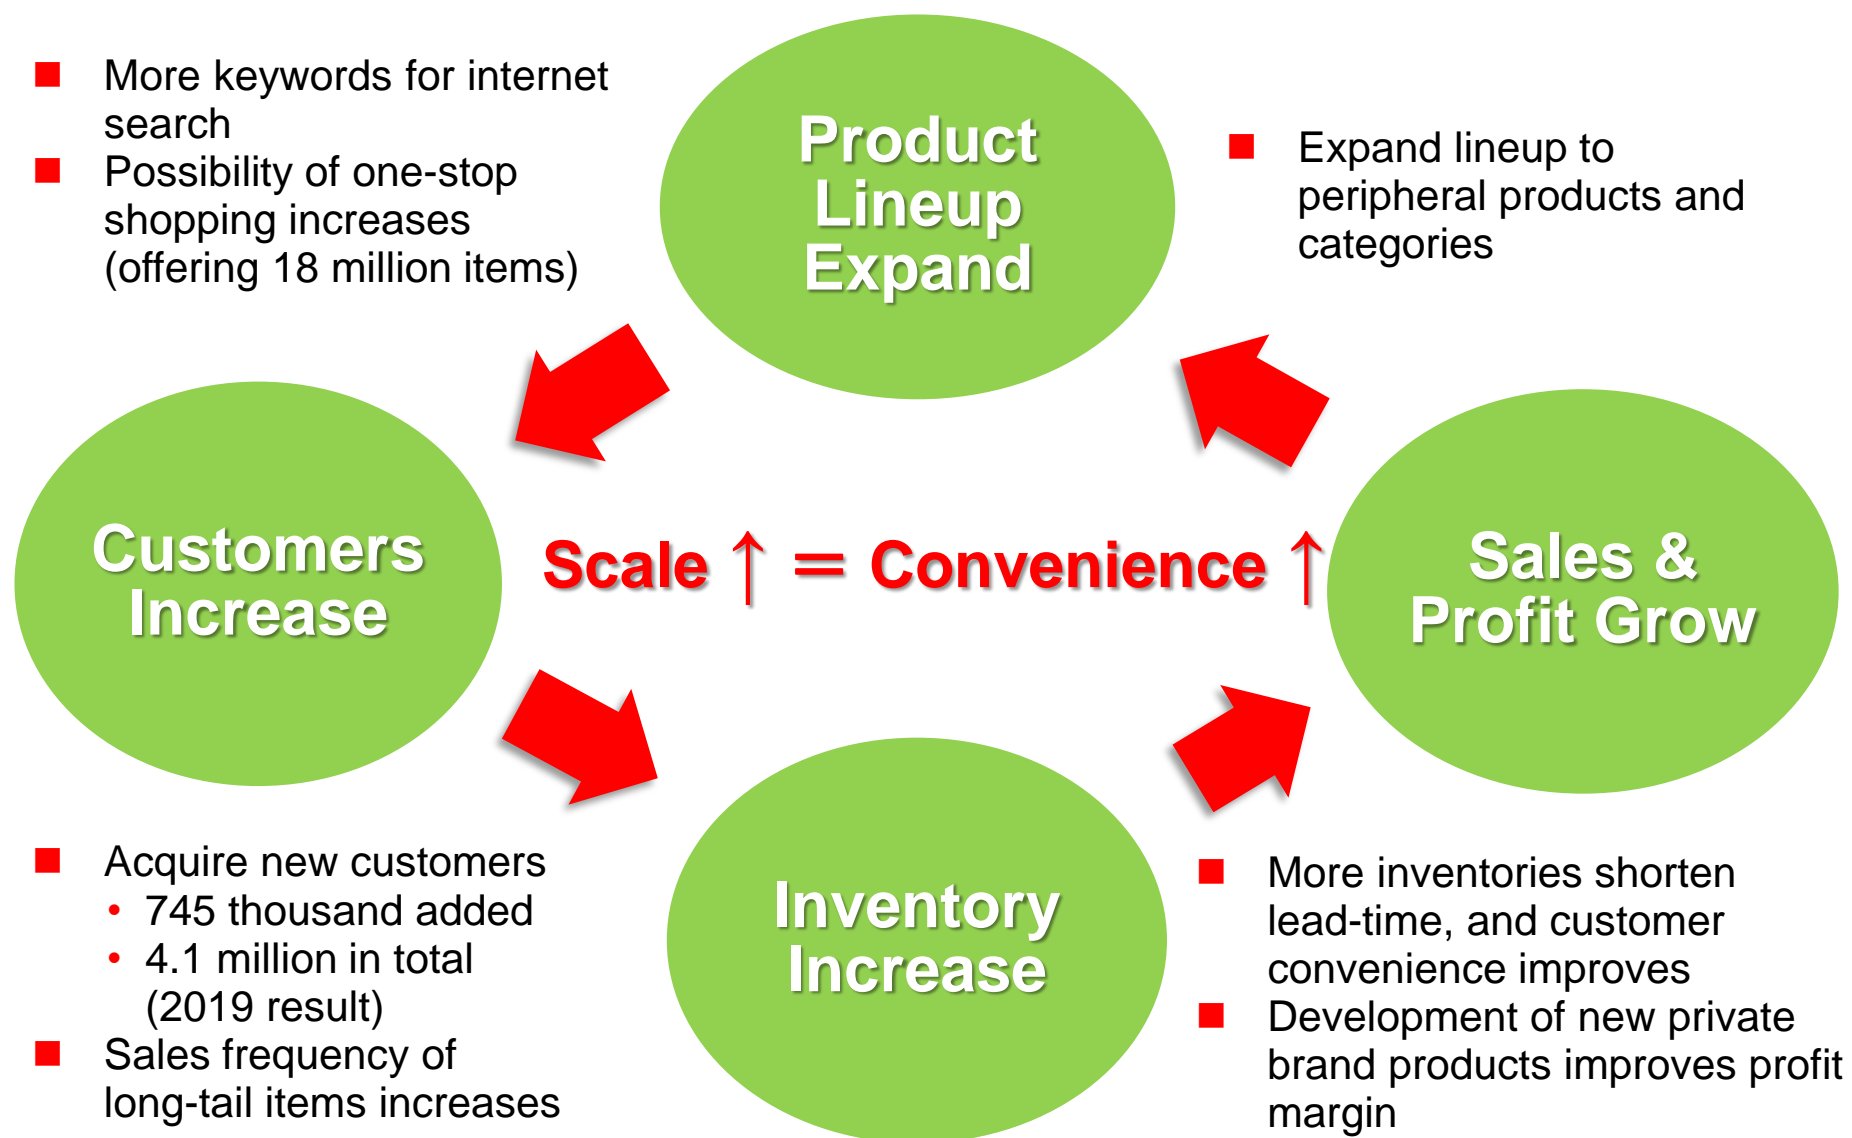 ■ More keywords for internet
search
■ Possibility of one-stop
shopping increases
(offering 18 million items)
Product
Lineup
Expand
■ Expand lineup to
peripheral products and
categories
Customers
Increase
Scale ↑ = Convenience ↑
Sales &
Profit Grow
■ Acquire new customers
• 745 thousand added
• 4.1 million in total
(2019 result)
■ Sales frequency of
long-tail items increases
Inventory
Increase
■ More inventories shorten
lead-time, and customer
convenience improves
■ Development of new private
brand products improves profit
margin